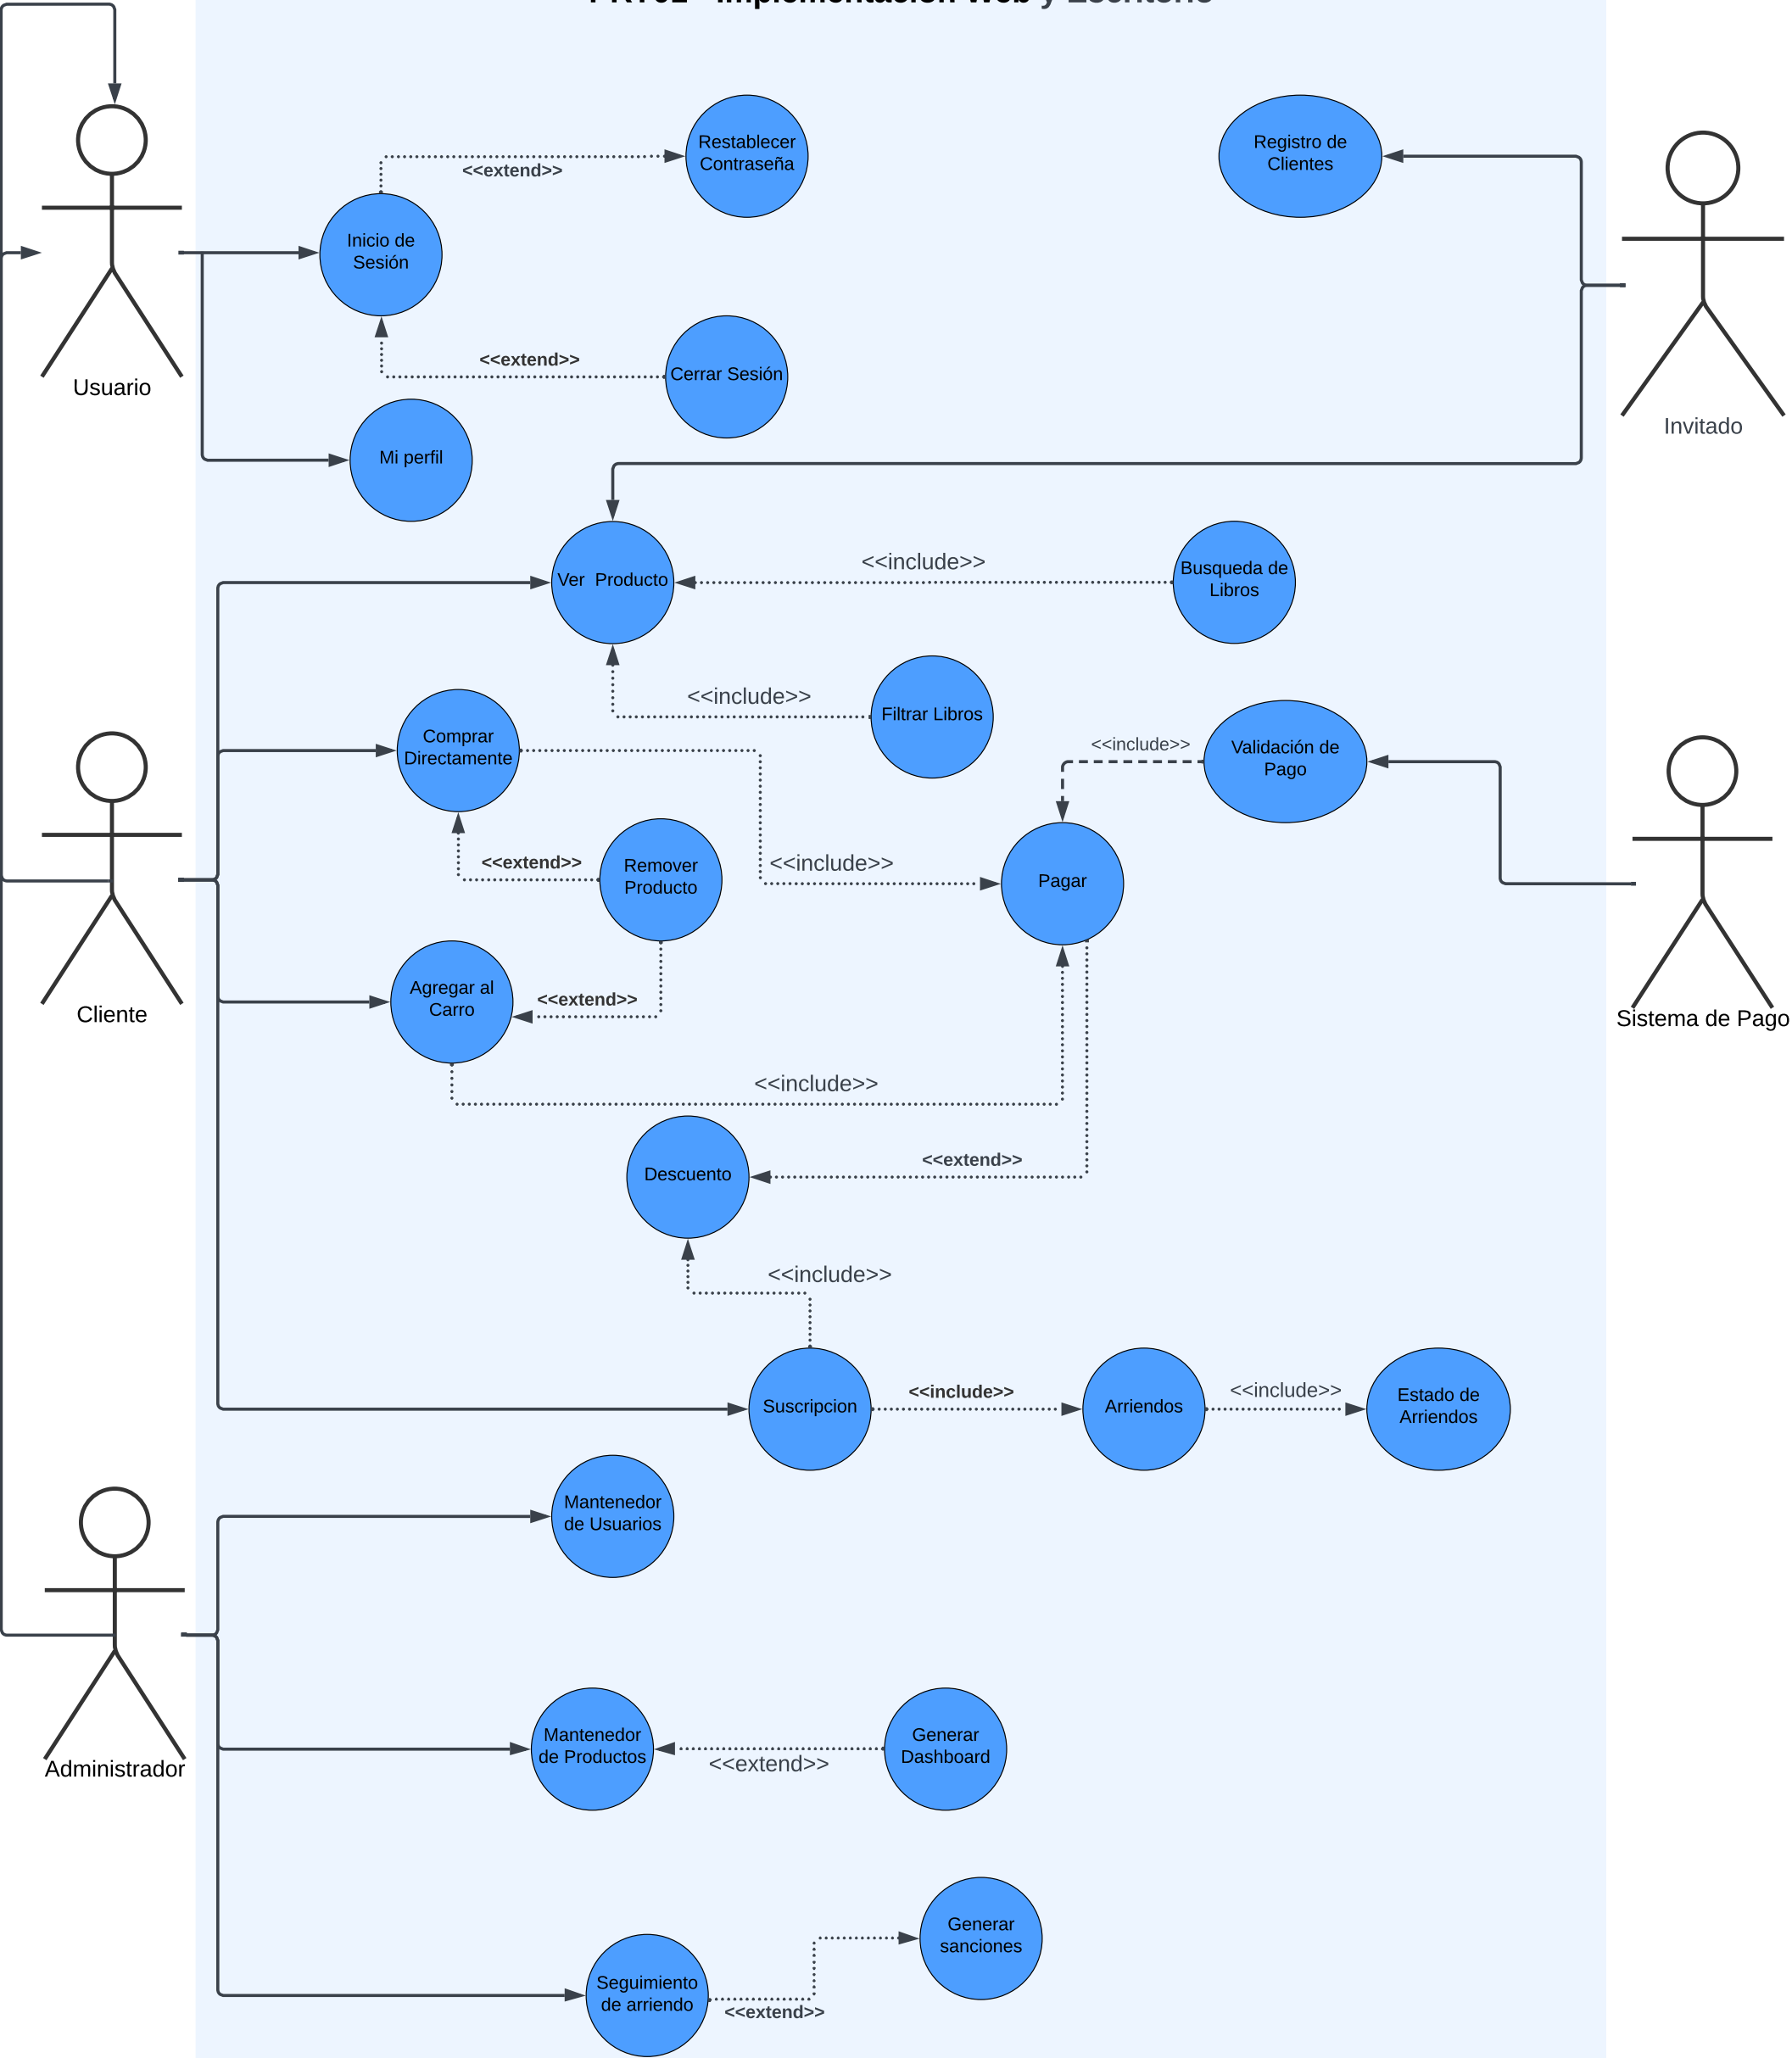 Implementación Web y Escritorio
Restablecer
Contraseña
<<extend>>
Registro de
Clientes
Inicio de
Sesión
<<extend>>
Cerrar Sesión
Usuario
Invitado
Mi perfil
Ver  Producto
<<include>>
Busqueda de
Libros
<<include>>
Filtrar Libros
Comprar
Directamente
<<include>>
Validación de
Pago
<<extend>>
Remover
Producto
<<include>>
Pagar
Agregar al
Carro
<<extend>>
Cliente
Sistema de Pago
<<include>>
Descuento
<<extend>>
<<include>>
Suscripcion
<<include>>
Arriendos
<<include>>
Estado de
Arriendos
Mantenedor
de Usuarios
Mantenedor
de Productos
<<extend>>
Generar
Dashboard
Administrador
Generar
sanciones
Seguimiento
de arriendo
<<extend>>